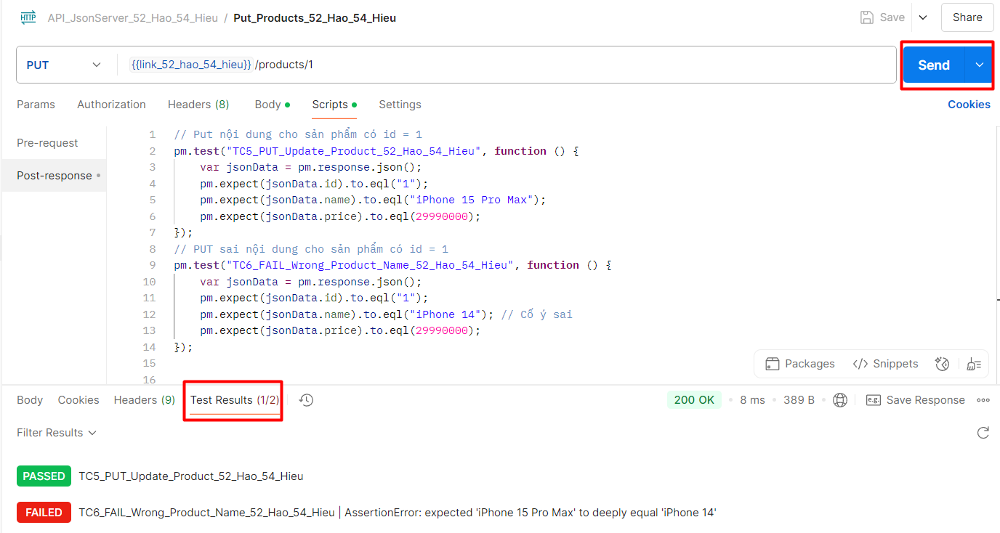 HTTP API_JsonServer_52_Hao_54_Hieu / Put_Products_52_Hao_54_Hieu Save Share
PUT {{link_52_hao_54_hieu}} /products/1 Send
Params Authorization Headers (8) Body Scripts Settings Cookies
Pre-request
Post-response
1 // Put nội dung cho sản phẩm có id = 1
2 pm.test("TC5_PUT_Update_Product_52_Hao_54_Hieu", function () {
3 var jsonData = pm.response.json();
4 pm.expect(jsonData.id).to.eql("1");
5 pm.expect(jsonData.name).to.eql("iPhone 15 Pro Max");
6 pm.expect(jsonData.price).to.eql(29990000);
7 });
8 // PUT sai nội dung cho sản phẩm có id = 1
9 pm.test("TC6_FAIL_Wrong_Product_Name_52_Hao_54_Hieu", function () {
10 var jsonData = pm.response.json();
11 pm.expect(jsonData.id).to.eql("1");
12 pm.expect(jsonData.name).to.eql("iPhone 14"); // Cố ý sai
13 pm.expect(jsonData.price).to.eql(29990000);
14 });
15
16
Packages </> Snippets
Body Cookies Headers (9) Test Results (1/2) 200 OK 8 ms 389 B e.g. Save Response
Filter Results
PASSED TC5_PUT_Update_Product_52_Hao_54_Hieu
FAILED TC6_FAIL_Wrong_Product_Name_52_Hao_54_Hieu | AssertionError: expected 'iPhone 15 Pro Max' to deeply equal 'iPhone 14'